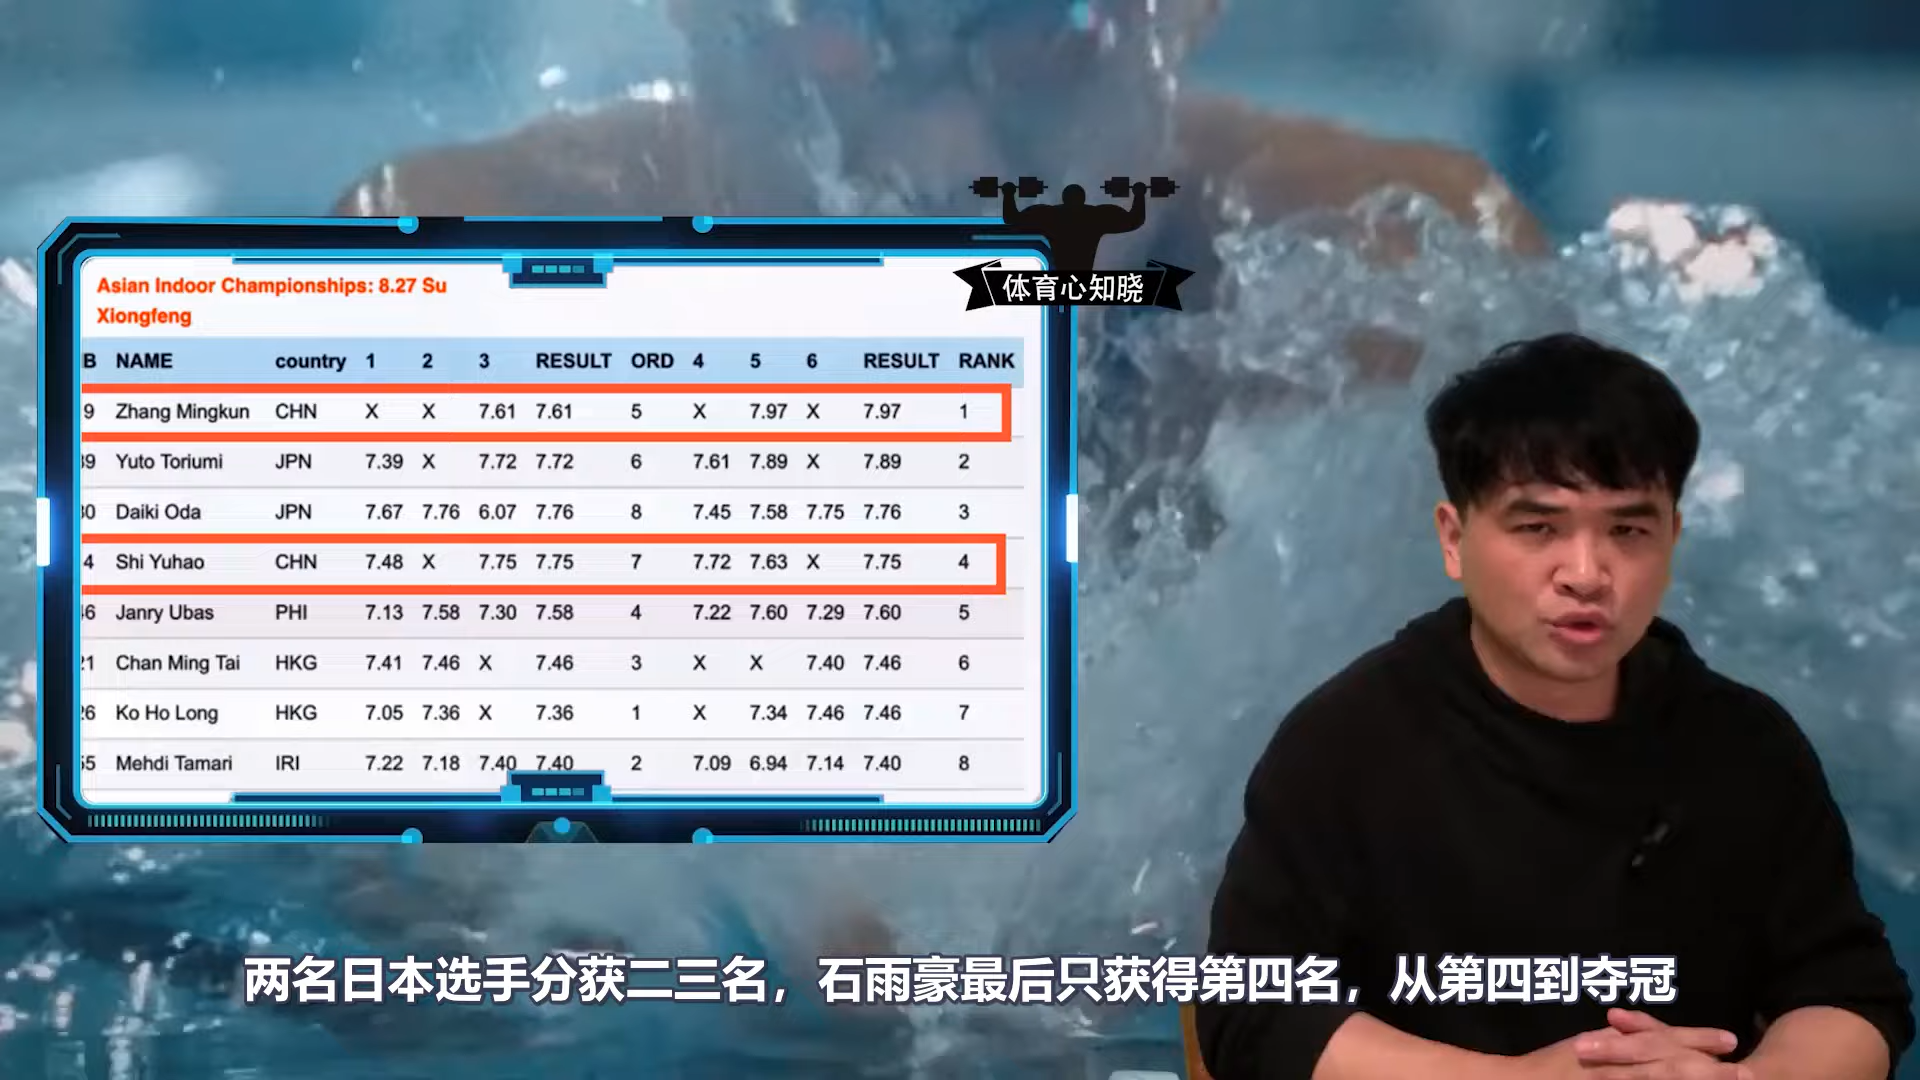 体育心知晓
Asian Indoor Championships: 8.27 Su
Xiongfeng
B NAME country 1 2 3 RESULT ORD 4 5 6 RESULT RANK
9 Zhang Mingkun CHN X X 7.61 7.61 5 X 7.97 X 7.97 1
39 Yuto Toriumi JPN 7.39 X 7.72 7.72 6 7.61 7.89 X 7.89 2
30 Daiki Oda JPN 7.67 7.76 6.07 7.76 8 7.45 7.58 7.75 7.76 3
4 Shi Yuhao CHN 7.48 X 7.75 7.75 7 7.72 7.63 X 7.75 4
46 Janry Ubas PHI 7.13 7.58 7.30 7.58 4 7.22 7.60 7.29 7.60 5
21 Chan Ming Tai HKG 7.41 7.46 X 7.46 3 X X 7.40 7.46 6
26 Ko Ho Long HKG 7.05 7.36 X 7.36 1 X 7.34 7.46 7.46 7
55 Mehdi Tamari IRI 7.22 7.18 7.40 7.40 2 7.09 6.94 7.14 7.40 8
两名日本选手分获二三名，石雨豪最后只获得第四名，从第四到夺冠